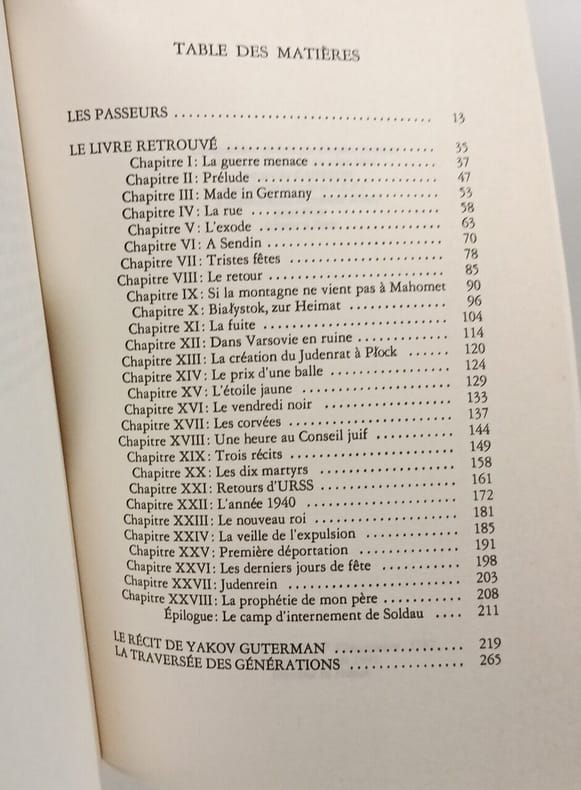 TABLE DES MATIÈRES
LES PASSEURS .................................... 13
LE LIVRE RETROUVÉ ............................. 35
Chapitre I: La guerre menace .................. 37
Chapitre II: Prélude .......................... 47
Chapitre III: Made in Germany ................ 53
Chapitre IV: La rue ........................... 58
Chapitre V: L'exode ........................... 63
Chapitre VI: A Sendin ......................... 70
Chapitre VII: Tristes fêtes ................... 78
Chapitre VIII: Le retour ...................... 85
Chapitre IX: Si la montagne ne vient pas à Mahomet 90
Chapitre X: Białystok, zur Heimat ............ 96
Chapitre XI: La fuite ......................... 104
Chapitre XII: Dans Varsovie en ruine ............ 114
Chapitre XIII: La création du Judenrat à Płock ...... 120
Chapitre XIV: Le prix d'une balle ............... 124
Chapitre XV: L'étoile jaune .................... 129
Chapitre XVI: Le vendredi noir ................. 133
Chapitre XVII: Les corvées ..................... 137
Chapitre XVIII: Une heure au Conseil juif ........... 144
Chapitre XIX: Trois récits ...................... 149
Chapitre XX: Les dix martyrs ................... 158
Chapitre XXI: Retours d'URSS ................... 161
Chapitre XXII: L'année 1940 .................... 172
Chapitre XXIII: Le nouveau roi .................. 181
Chapitre XXIV: La veille de l'expulsion ............ 185
Chapitre XXV: Première déportation ............. 191
Chapitre XXVI: Les derniers jours de fête ........... 198
Chapitre XXVII: Judenrein ...................... 203
Chapitre XXVIII: La prophétie de mon père ........... 208
Épilogue: Le camp d'internement de Soldau .... 211
LE RÉCIT DE YAKOV GUTERMAN .................. 219
LA TRAVERSÉE DES GÉNÉRATIONS ................ 265